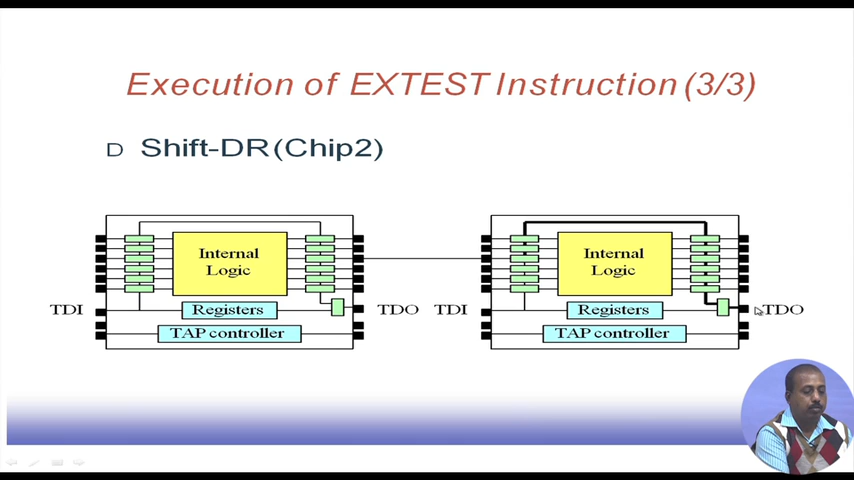 Execution of EXTEST Instruction (3/3)
D Shift-DR(Chip2)
Internal
Logic
Internal
Logic
TDI
Registers
TDO
TDI
Registers
TDO
TAP controller
TAP controller